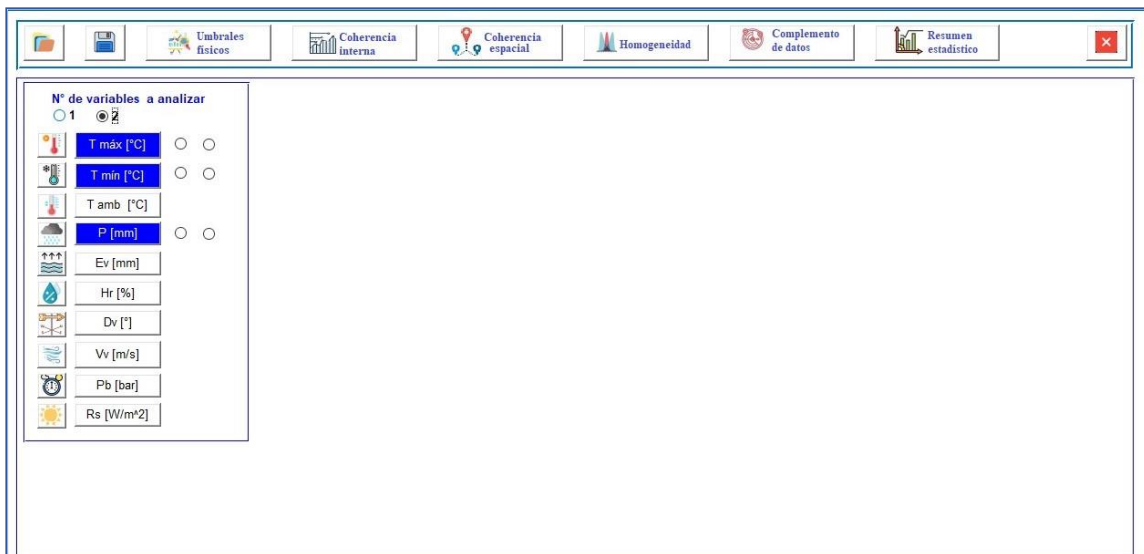 Umbrales
físicos
Coherencia
interna
Coherencia
espacial
Homogeneidad
Complemento
de datos
Resumen
estadístico
N° de variables a analizar
1 2
T máx [°C]
T mín [°C]
T amb [°C]
P [mm]
Ev [mm]
Hr [%]
Dv [°]
Vv [m/s]
Pb [bar]
Rs [W/m^2]